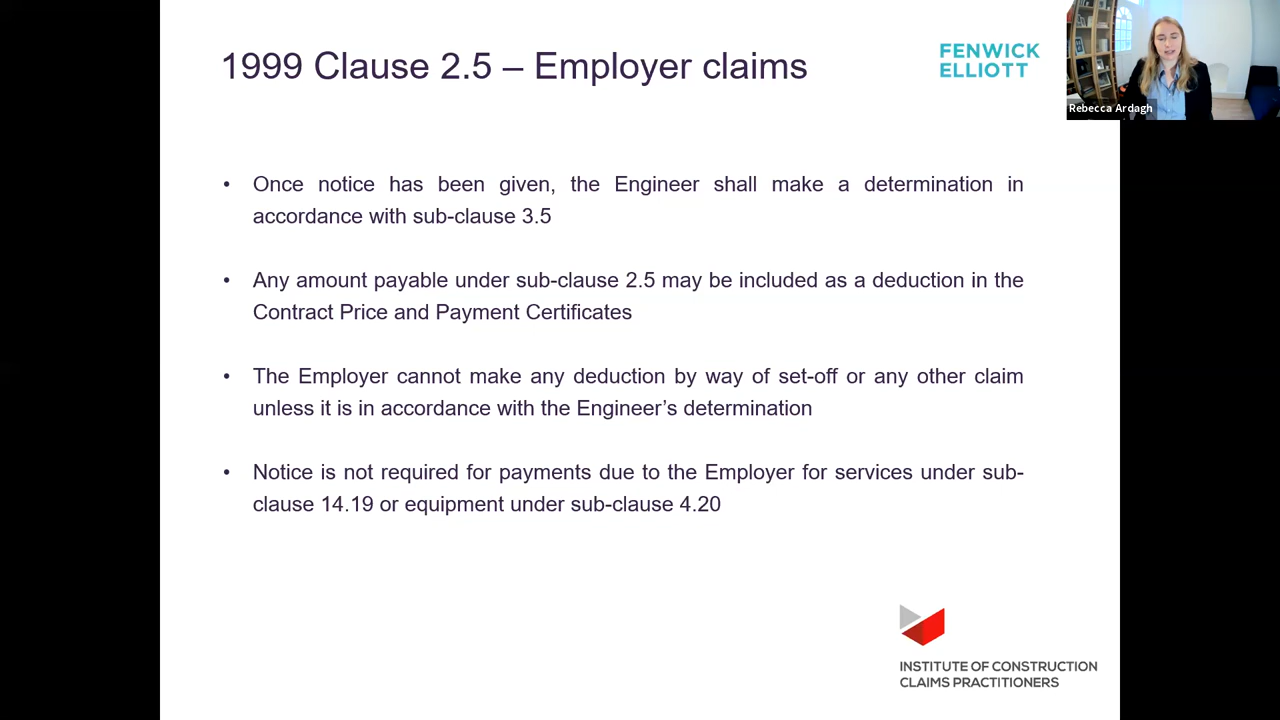 1999 Clause 2.5 – Employer claims
FENWICK
ELLIOTT
Rebecca Ardagh
• Once notice has been given, the Engineer shall make a determination in
accordance with sub-clause 3.5
• Any amount payable under sub-clause 2.5 may be included as a deduction in the
Contract Price and Payment Certificates
• The Employer cannot make any deduction by way of set-off or any other claim
unless it is in accordance with the Engineer’s determination
• Notice is not required for payments due to the Employer for services under sub-
clause 14.19 or equipment under sub-clause 4.20
INSTITUTE OF CONSTRUCTION
CLAIMS PRACTITIONERS